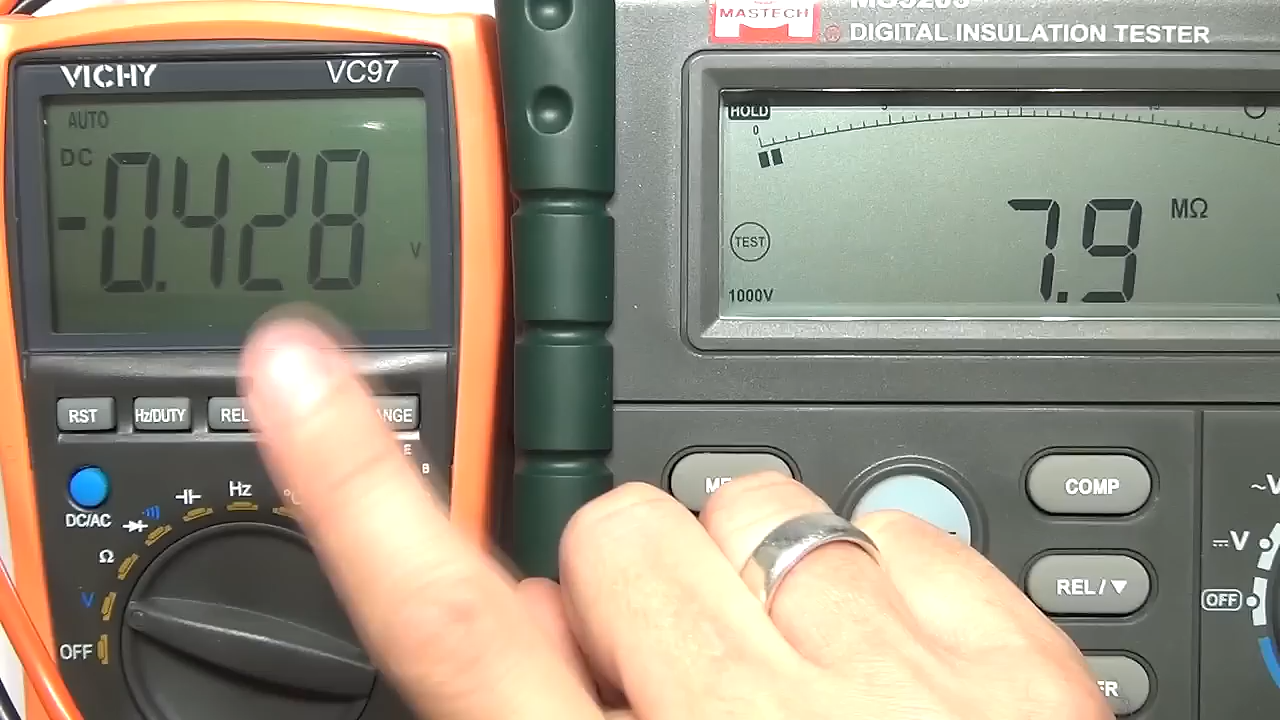 VICHY
VC97
AUTO
DC
-0.428
V
RST
Hz/DUTY
REL
DC/AC
Hz
Ω
V
OFF
°C
E
B
MASTECH
DIGITAL INSULATION TESTER
HOLD
0
TEST
1000V
7.9
MΩ
COMP
REL/▼
~V
⎓V
OFF